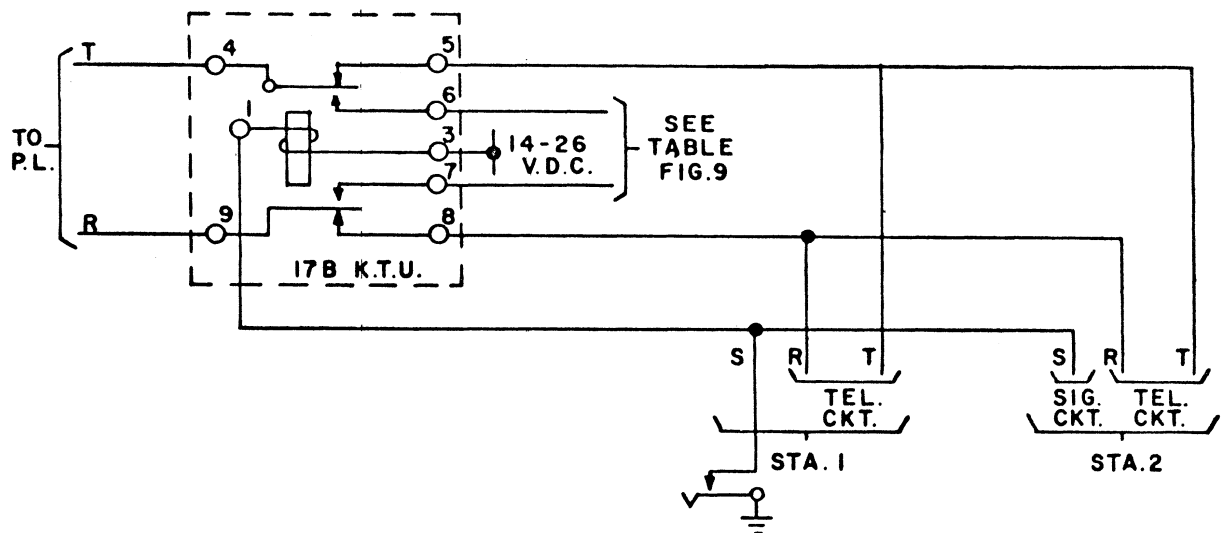 TO
P.L.
T
R
4
1
9
5
6
3
7
8
17B K.T.U.
14-26
V.D.C.
SEE
TABLE
FIG.9
S
R
T
TEL.
CKT.
STA. 1
S
R
T
SIG.
CKT.
TEL.
CKT.
STA.2